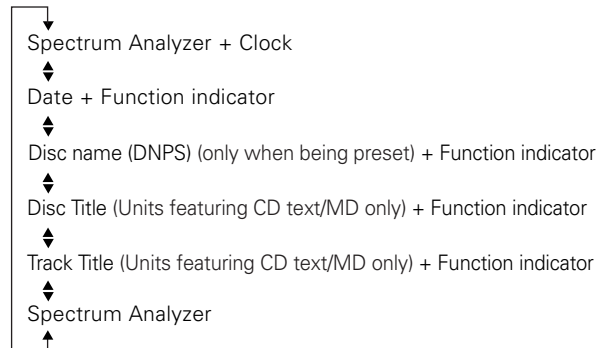 Spectrum Analyzer + Clock
Date + Function indicator
Disc name (DNPS) (only when being preset) + Function indicator
Disc Title (Units featuring CD text/MD only) + Function indicator
Track Title (Units featuring CD text/MD only) + Function indicator
Spectrum Analyzer